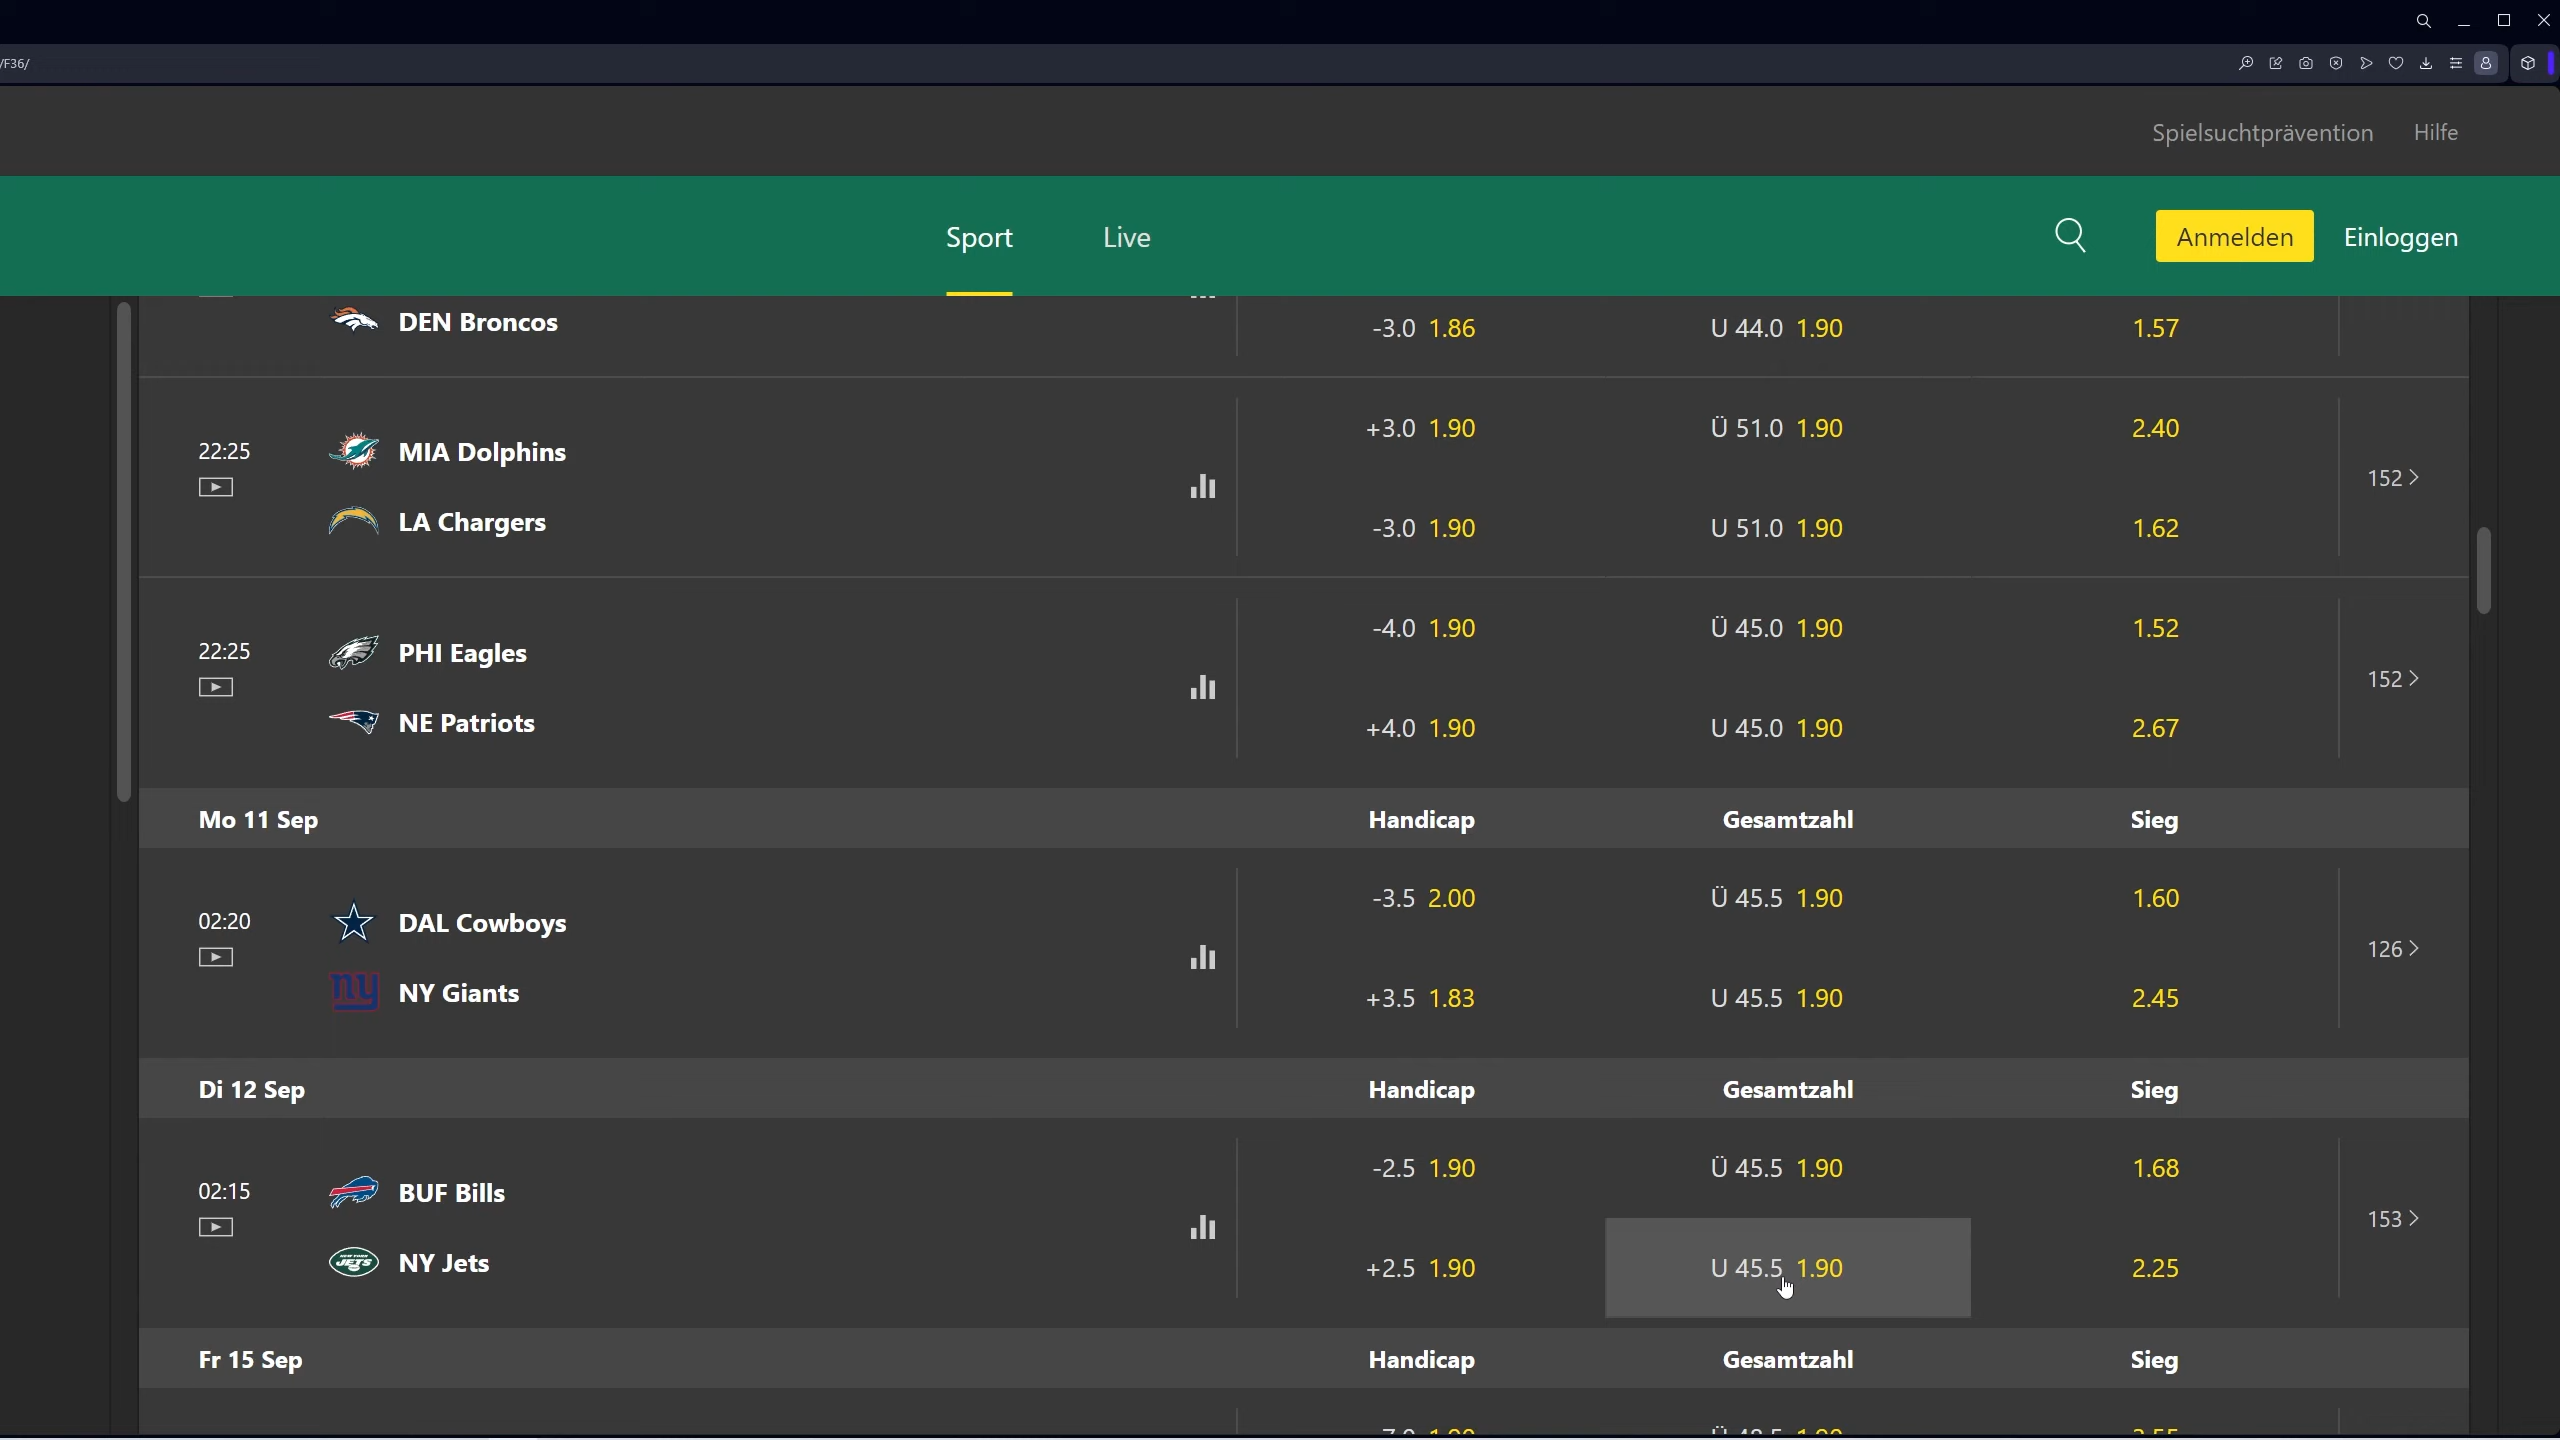 /F36/
Spielsuchtprävention Hilfe
Sport Live Anmelden Einloggen
DEN Broncos -3.0 1.86 U 44.0 1.90 1.57
+3.0 1.90 Ü 51.0 1.90 2.40
22:25 MIA Dolphins
152
LA Chargers
-3.0 1.90 U 51.0 1.90 1.62
-4.0 1.90 Ü 45.0 1.90 1.52
22:25 PHI Eagles
152
NE Patriots
+4.0 1.90 U 45.0 1.90 2.67
Mo 11 Sep Handicap Gesamtzahl Sieg
-3.5 2.00 Ü 45.5 1.90 1.60
02:20 DAL Cowboys
126
NY Giants
ny
+3.5 1.83 U 45.5 1.90 2.45
Di 12 Sep Handicap Gesamtzahl Sieg
-2.5 1.90 Ü 45.5 1.90 1.68
02:15 BUF Bills
153
JETS
NY Jets
+2.5 1.90 U 45.5 1.90 2.25
Fr 15 Sep Handicap Gesamtzahl Sieg